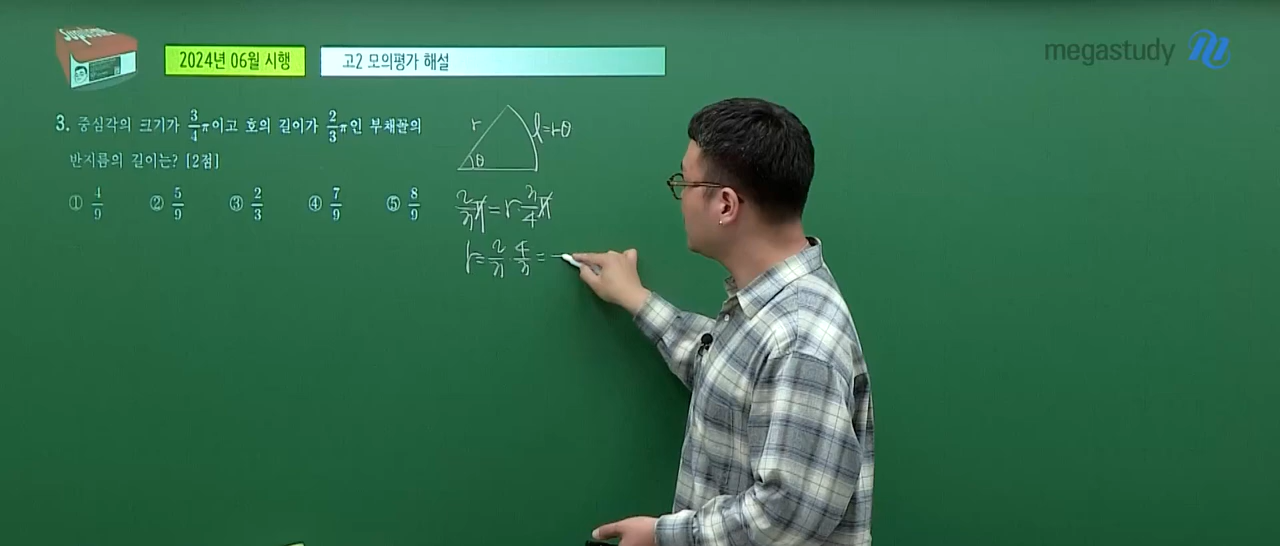 Supreme
2024년 06월 시행
고2 모의평가 해설
megastudy
3. 중심각의 크기가 3/4 π이고 호의 길이가 2/3 π인 부채꼴의
반지름의 길이는? [2점]
① 4/9 ② 5/9 ③ 2/3 ④ 7/9 ⑤ 8/9
r θ l=rθ
2/3 π = r 3/4 π
r = 2/3 · 4/3 =